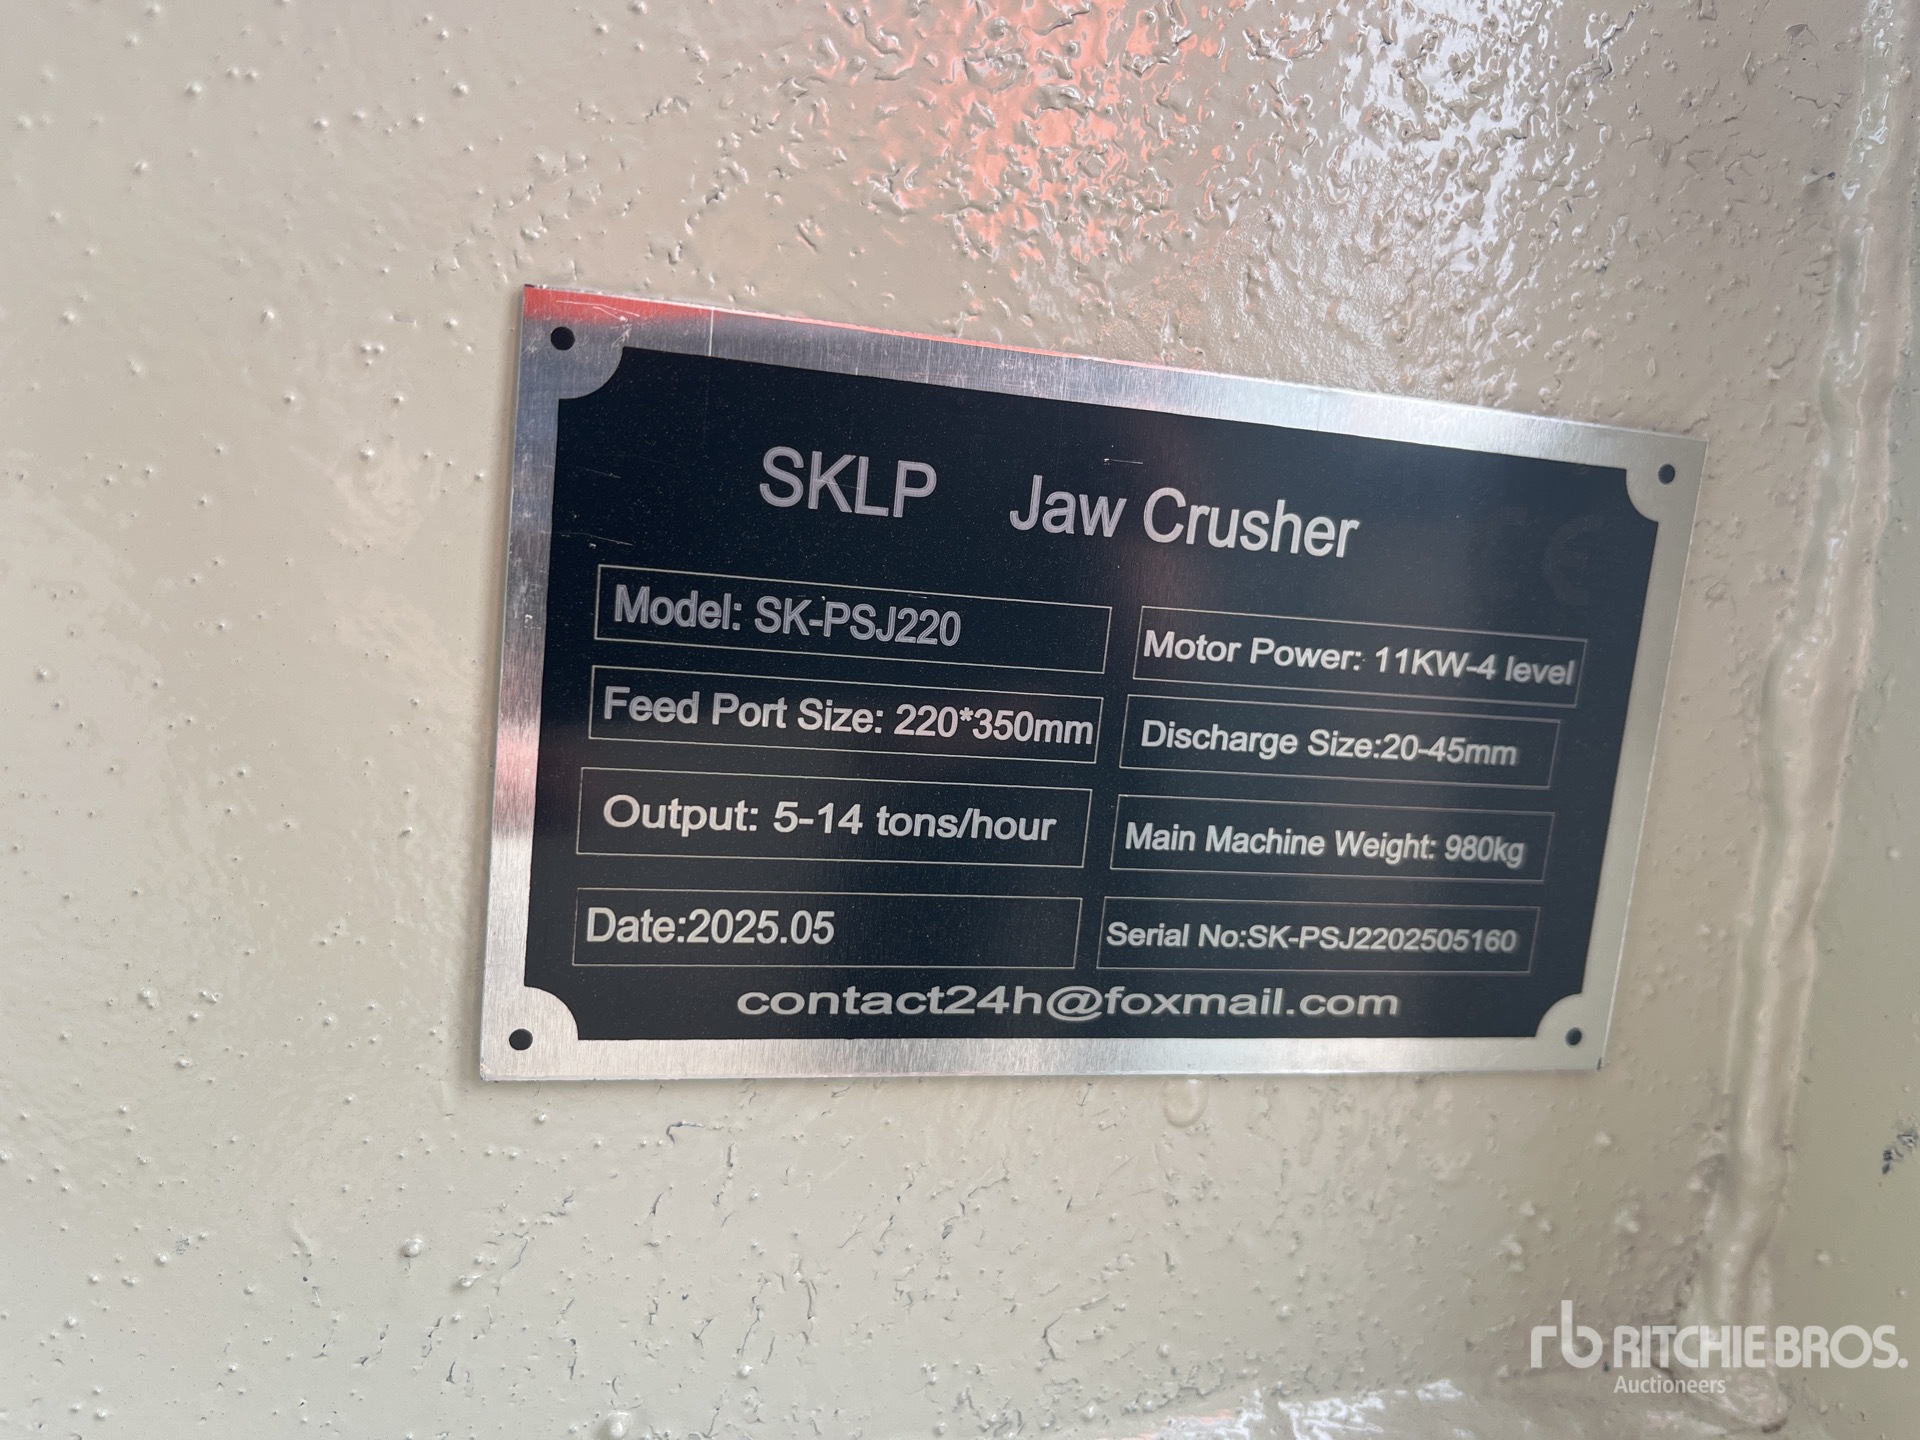 SKLP Jaw Crusher
Model: SK-PSJ220
Motor Power: 11KW-4 level
Feed Port Size: 220*350mm
Discharge Size:20-45mm
Output: 5-14 tons/hour
Main Machine Weight: 980kg
Date:2025.05
Serial No:SK-PSJ2202505160
contact24h@foxmail.com
rb RITCHIE BROS.
Auctioneers